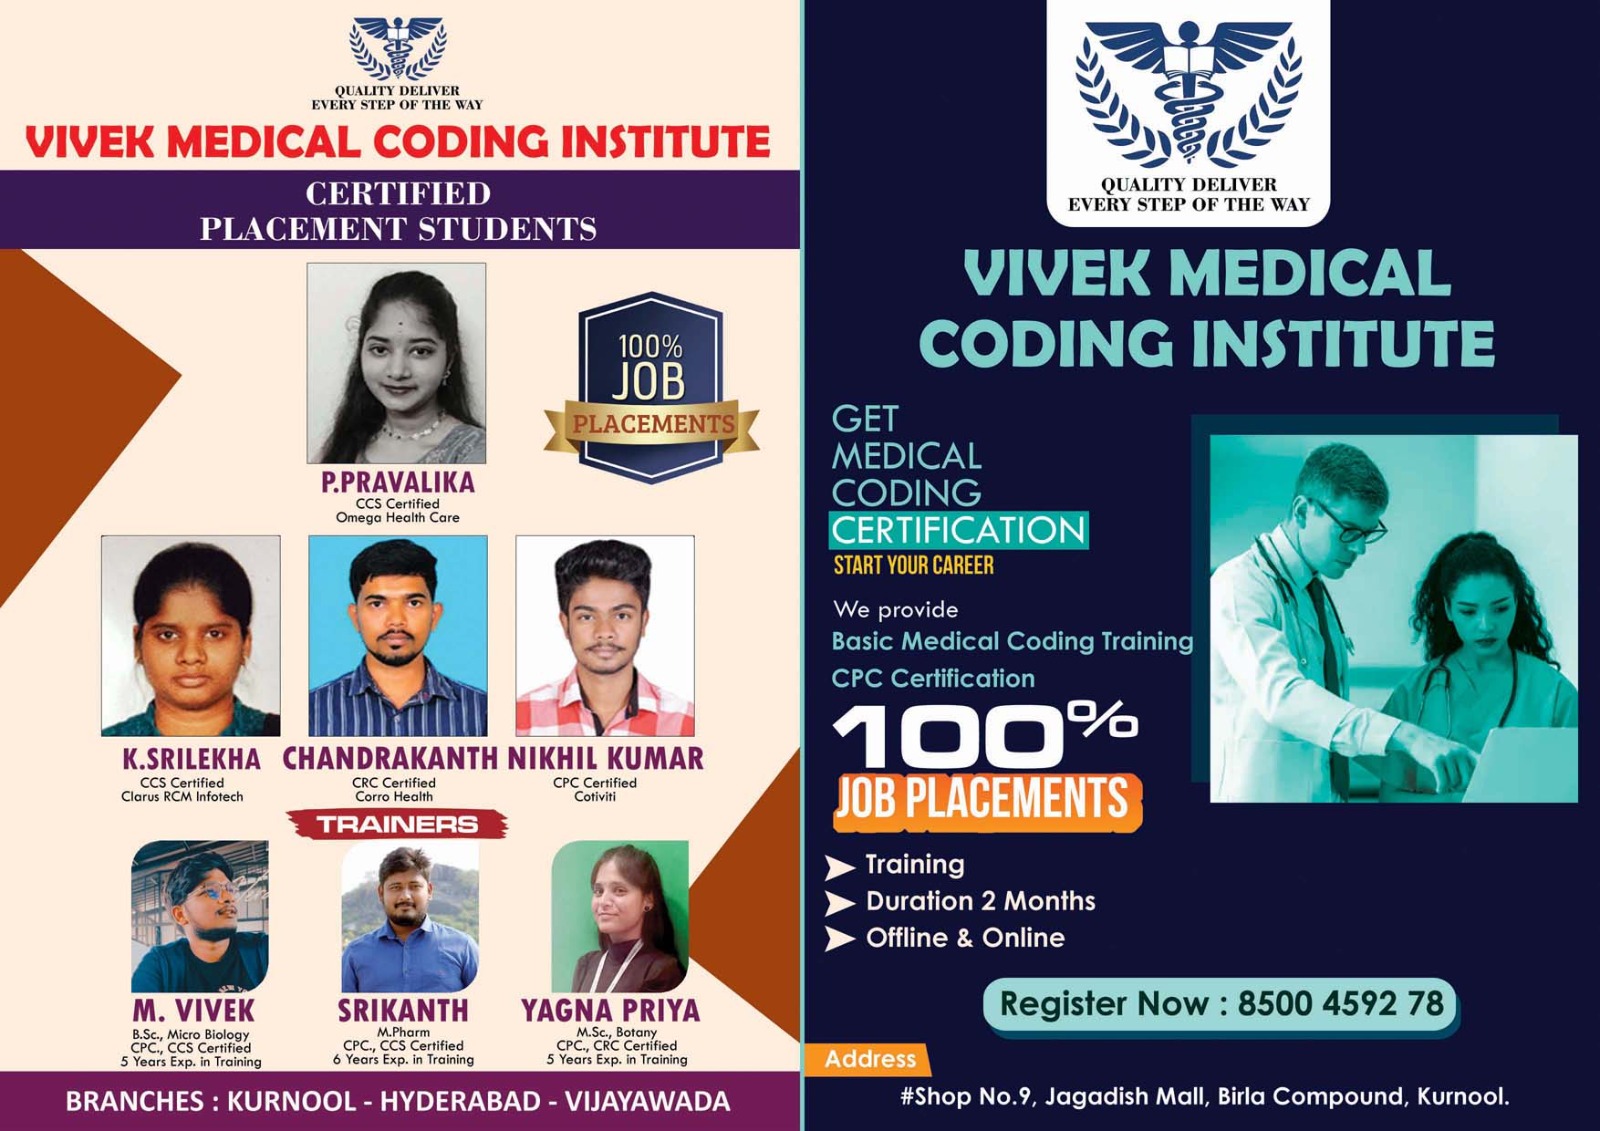 QUALITY DELIVER
EVERY STEP OF THE WAY
VIVEK MEDICAL CODING INSTITUTE
CERTIFIED
PLACEMENT STUDENTS
100%
JOB
PLACEMENTS
P.PRAVALIKA
CCS Certified
Omega Health Care
K.SRILEKHA
CCS Certified
Clarus RCM Infotech
CHANDRAKANTH
CRC Certified
Corro Health
NIKHIL KUMAR
CPC Certified
Cotiviti
TRAINERS
M. VIVEK
B.Sc., Micro Biology
CPC., CCS Certified
5 Years Exp. in Training
SRIKANTH
M.Pharm
CPC., CCS Certified
6 Years Exp. in Training
YAGNA PRIYA
M.Sc., Botany
CPC., CRC Certified
5 Years Exp. in Training
BRANCHES : KURNOOL - HYDERABAD - VIJAYAWADA
QUALITY DELIVER
EVERY STEP OF THE WAY
VIVEK MEDICAL
CODING INSTITUTE
GET
MEDICAL
CODING
CERTIFICATION
START YOUR CAREER
We provide
Basic Medical Coding Training
CPC Certification
100%
JOB PLACEMENTS
Training
Duration 2 Months
Offline & Online
Register Now : 8500 4592 78
Address
#Shop No.9, Jagadish Mall, Birla Compound, Kurnool.